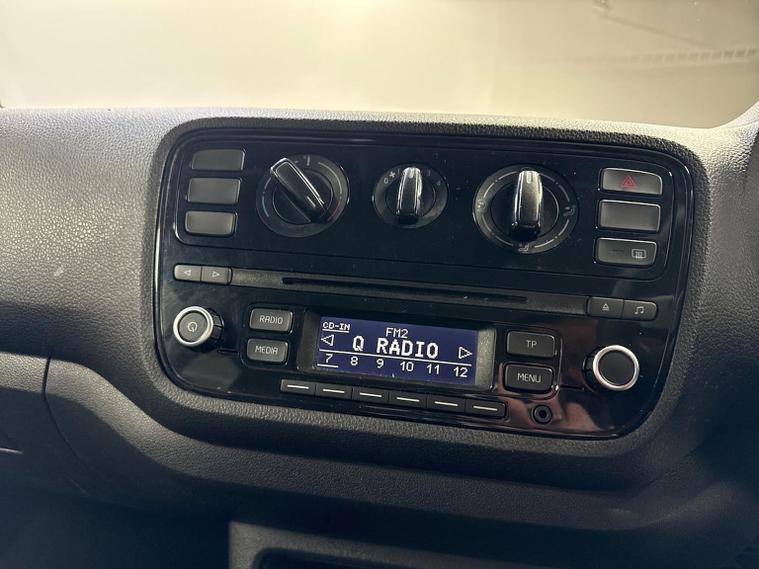 RADIO
MEDIA
CD-IN
FM2
Q RADIO
7 8 9 10 11 12
TP
MENU